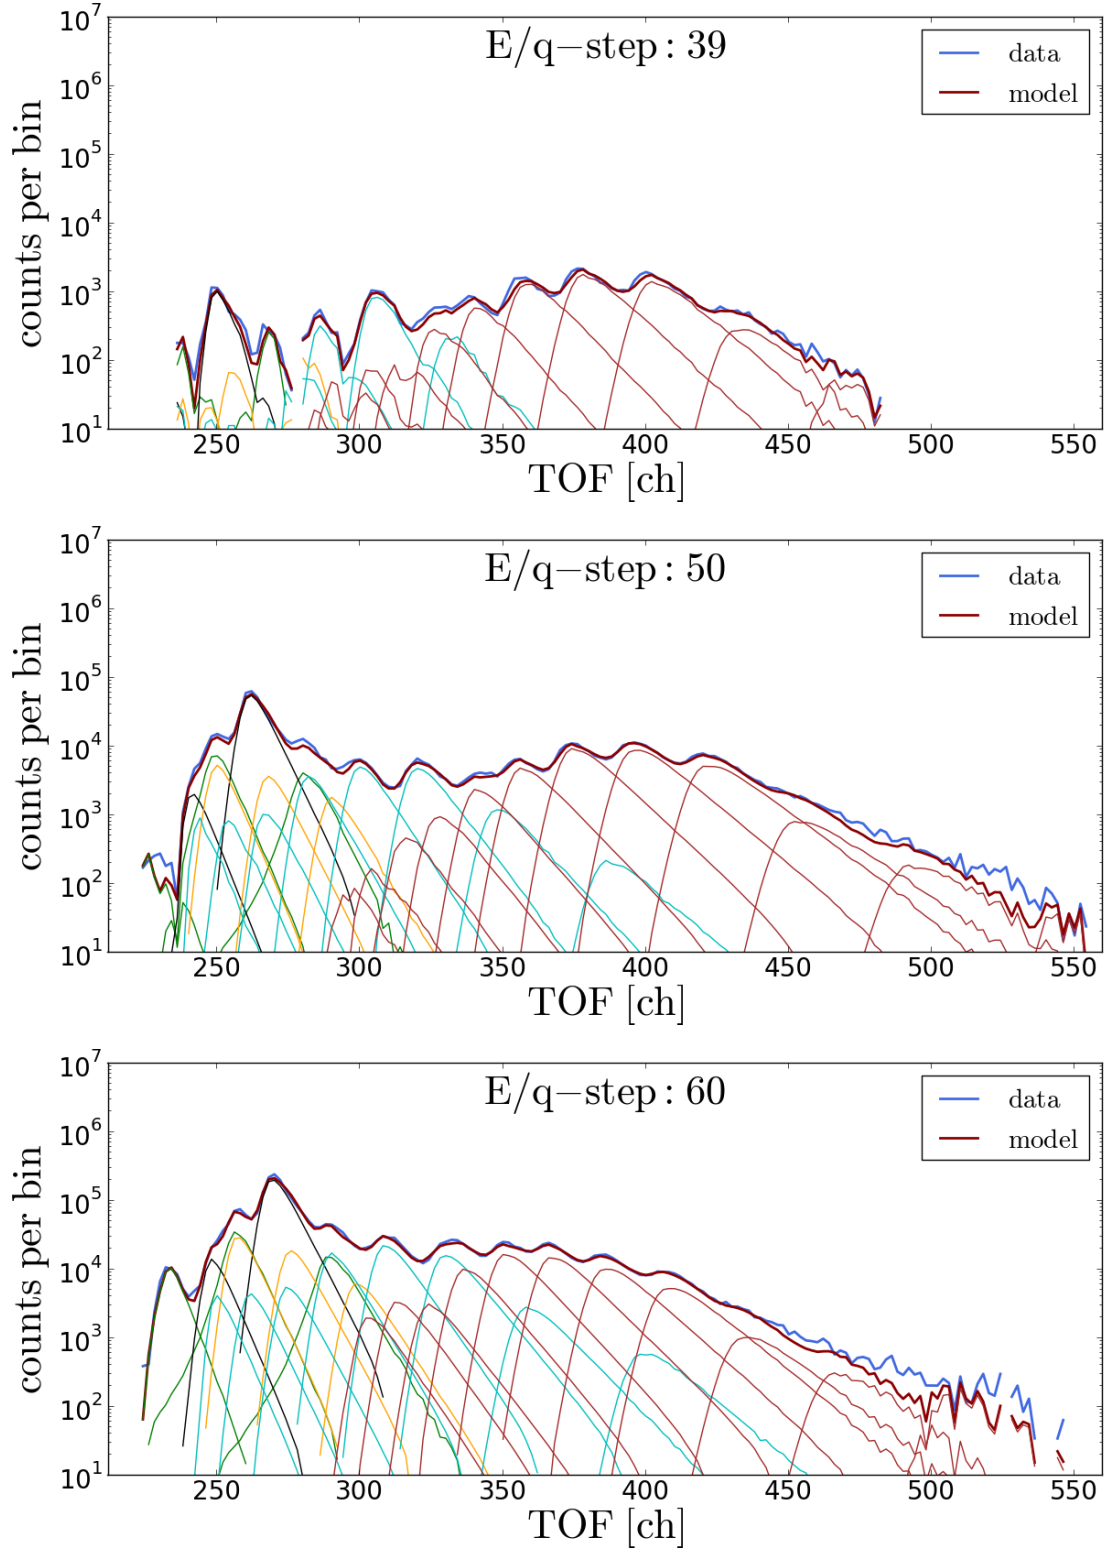 E/q−step: 39
data
model
counts per bin
10^7
10^6
10^5
10^4
10^3
10^2
10^1
250 300 350 400 450 500 550
TOF [ch]
E/q−step: 50
data
model
counts per bin
10^7
10^6
10^5
10^4
10^3
10^2
10^1
250 300 350 400 450 500 550
TOF [ch]
E/q−step: 60
data
model
counts per bin
10^7
10^6
10^5
10^4
10^3
10^2
10^1
250 300 350 400 450 500 550
TOF [ch]